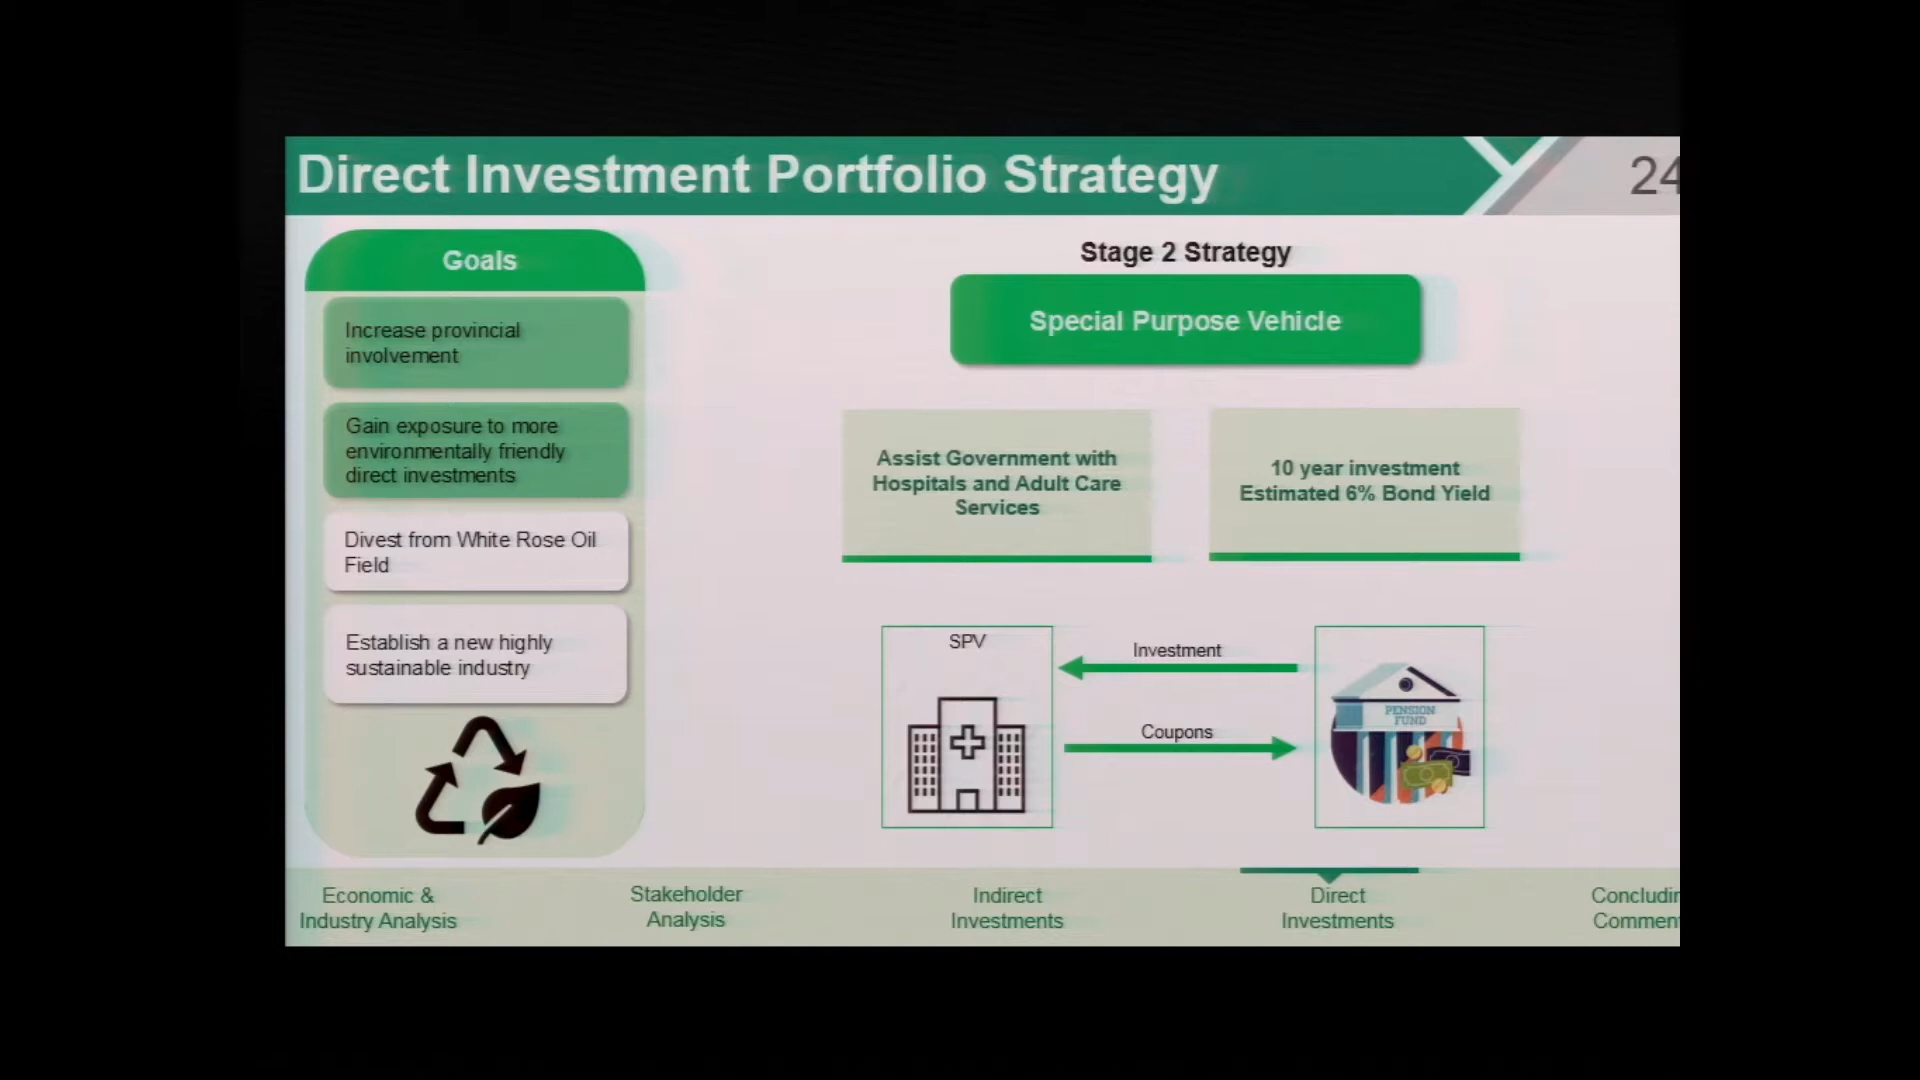 Direct Investment Portfolio Strategy
24
Goals
Increase provincial
involvement
Gain exposure to more
environmentally friendly
direct investments
Divest from White Rose Oil
Field
Establish a new highly
sustainable industry
Stage 2 Strategy
Special Purpose Vehicle
Assist Government with
Hospitals and Adult Care
Services
10 year investment
Estimated 6% Bond Yield
SPV
Investment
Coupons
PENSION
FUND
Economic &
Industry Analysis
Stakeholder
Analysis
Indirect
Investments
Direct
Investments